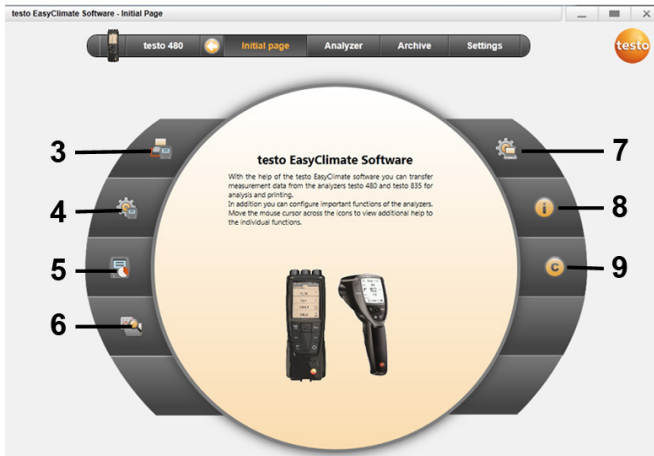 testo EasyClimate Software - Initial Page
testo 480 Initial page Analyzer Archive Settings
testo
3
4
5
6
7
8
9
i
C
testo EasyClimate Software
With the help of the testo EasyClimate software you can transfer
measurement data from the analyzers testo 480 and testo 835 for
analysis and printing.
In addition you can configure important functions of the analyzers.
Move the mouse cursor across the icons to view additional help to
the individual functions.